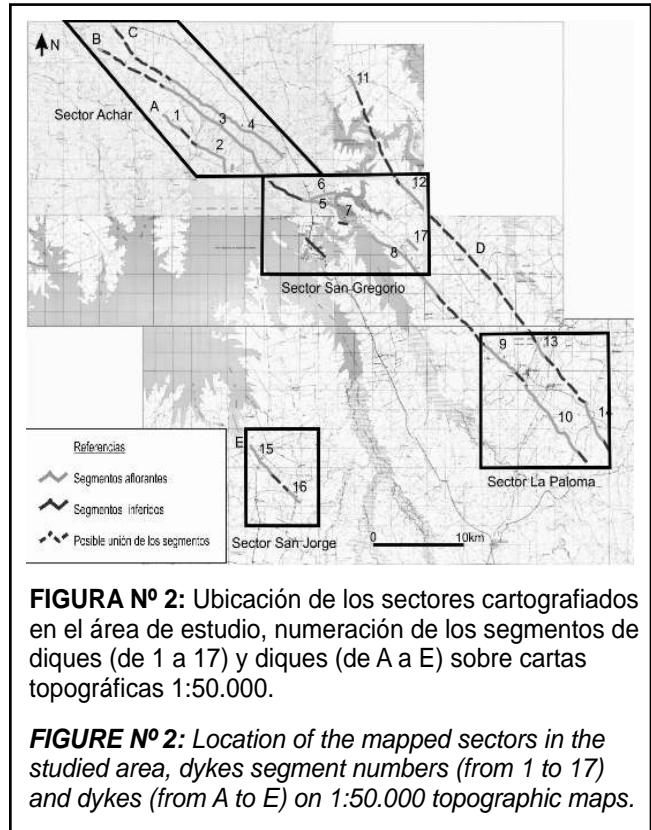 N
B
C
A
1
Sector Achar
2
3
4
11
12
6
5
7
17
8
D
Sector San Gregorio
9
13
10
14
Sector La Paloma
E
15
16
Sector San Jorge
0 10km
Referencias
Segmentos aflorantes
Segmentos inferidos
Posible unión de los segmentos
FIGURA Nº 2: Ubicación de los sectores cartografiados
en el área de estudio, numeración de los segmentos de
diques (de 1 a 17) y diques (de A a E) sobre cartas
topográficas 1:50.000.
FIGURE Nº 2: Location of the mapped sectors in the
studied area, dykes segment numbers (from 1 to 17)
and dykes (from A to E) on 1:50.000 topographic maps.